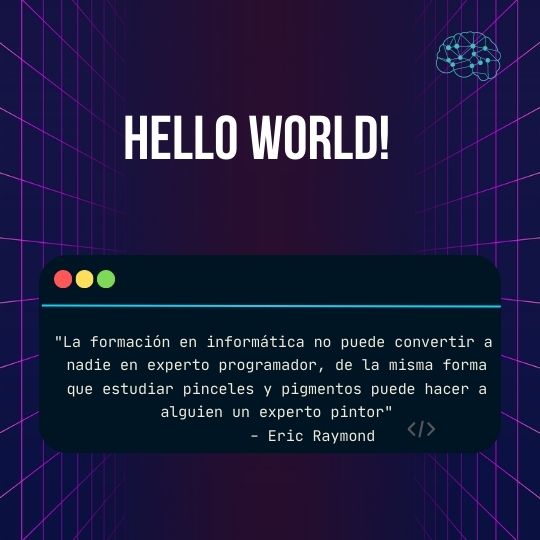 HELLO WORLD!
"La formación en informática no puede convertir a
nadie en experto programador, de la misma forma
que estudiar pinceles y pigmentos puede hacer a
alguien un experto pintor"
- Eric Raymond
</>